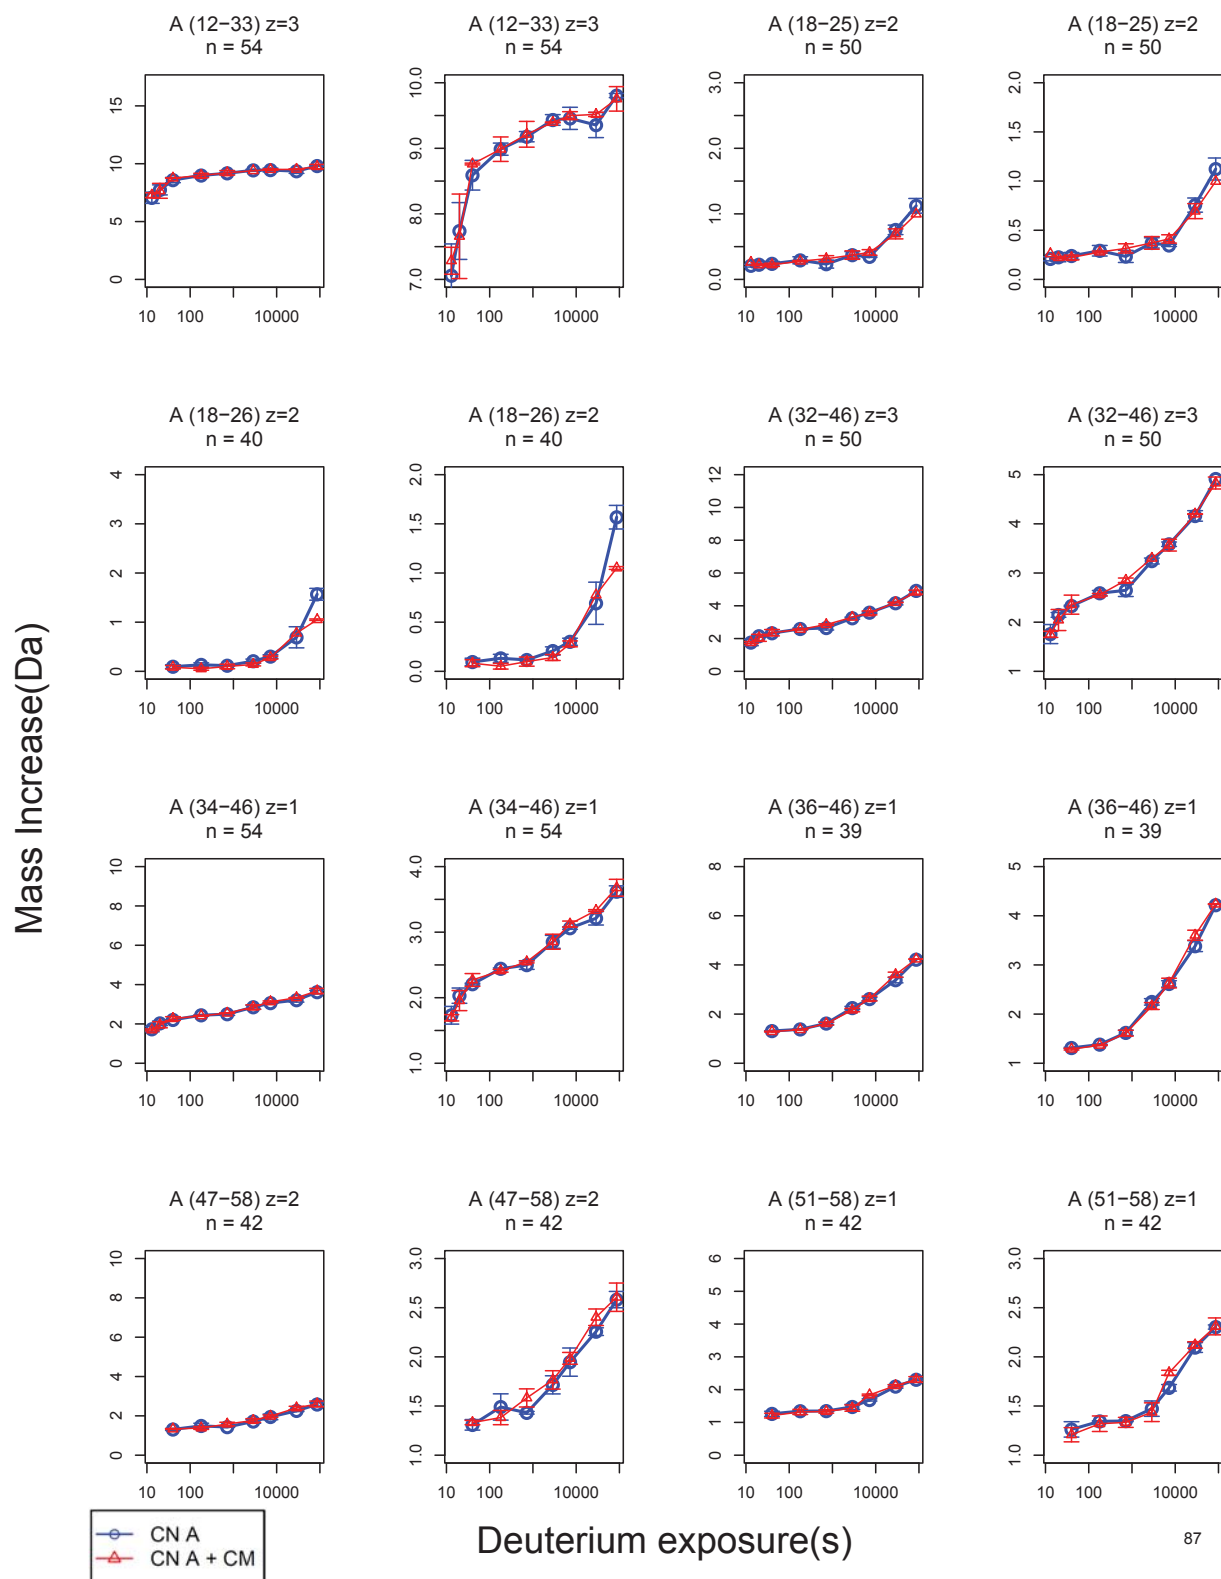 A (12−33) z=3
n = 54
A (12−33) z=3
n = 54
A (18−25) z=2
n = 50
A (18−25) z=2
n = 50
0 5 10 15
10 100 10000
7.0 8.0 9.0 10.0
10 100 10000
0.0 1.0 2.0 3.0
10 100 10000
0.0 0.5 1.0 1.5 2.0
10 100 10000
A (18−26) z=2
n = 40
A (18−26) z=2
n = 40
A (32−46) z=3
n = 50
A (32−46) z=3
n = 50
0 1 2 3 4
10 100 10000
0.0 0.5 1.0 1.5 2.0
10 100 10000
0 2 4 6 8 10 12
10 100 10000
1 2 3 4 5
10 100 10000
Mass Increase(Da)
A (34−46) z=1
n = 54
A (34−46) z=1
n = 54
A (36−46) z=1
n = 39
A (36−46) z=1
n = 39
0 2 4 6 8 10
10 100 10000
1.0 2.0 3.0 4.0
10 100 10000
0 2 4 6 8
10 100 10000
1 2 3 4 5
10 100 10000
A (47−58) z=2
n = 42
A (47−58) z=2
n = 42
A (51−58) z=1
n = 42
A (51−58) z=1
n = 42
0 2 4 6 8 10
10 100 10000
1.0 1.5 2.0 2.5 3.0
10 100 10000
0 1 2 3 4 5 6
10 100 10000
1.0 1.5 2.0 2.5 3.0
10 100 10000
CN A
CN A + CM
Deuterium exposure(s)
87